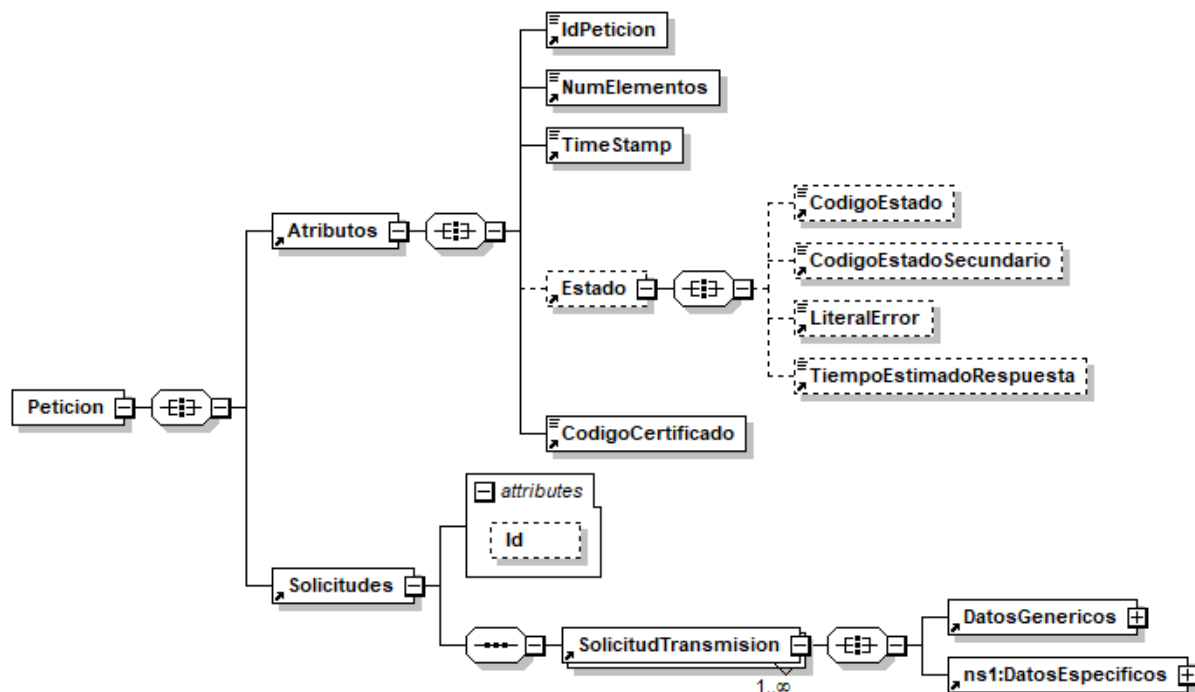 IdPeticion
NumElementos
TimeStamp
CodigoEstado
Atributos
CodigoEstadoSecundario
Estado
LiteralError
TiempoEstimadoRespuesta
Peticion
CodigoCertificado
attributes
Id
Solicitudes
DatosGenericos
SolicitudTransmision
1..∞
ns1:DatosEspecificos